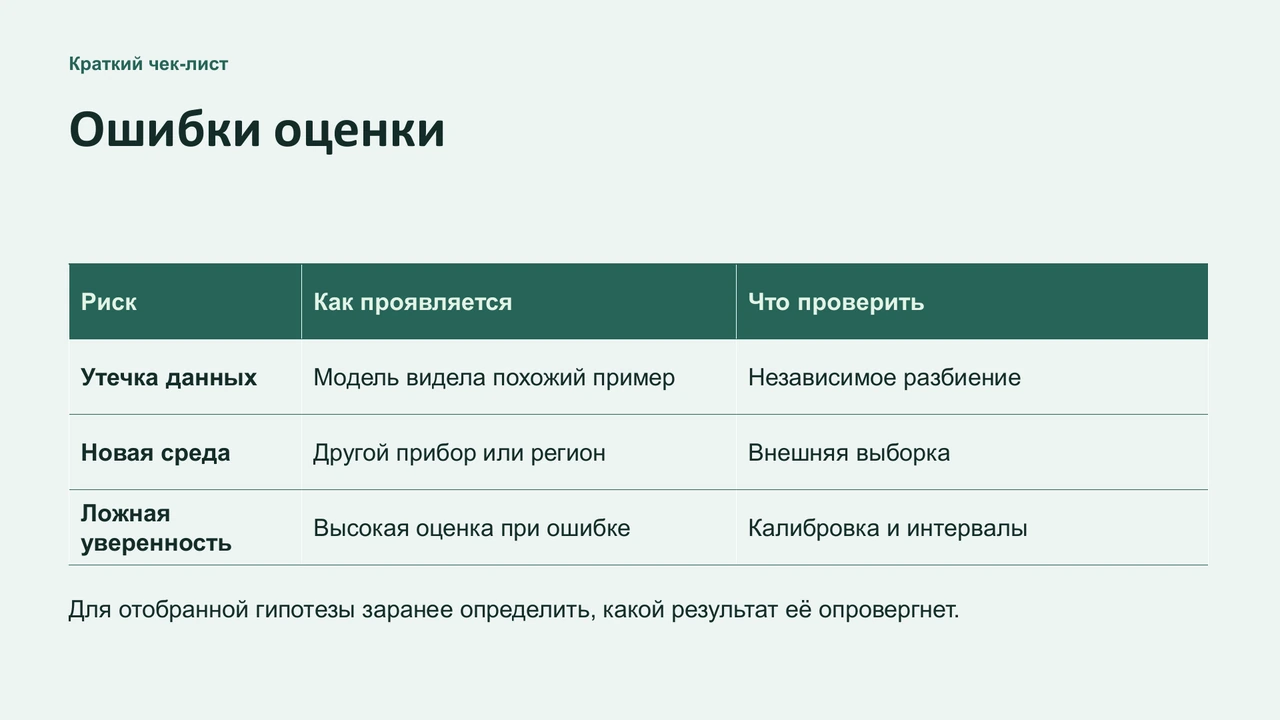 Краткий чек-лист
Ошибки оценки
Риск
Как проявляется
Что проверить
Утечка данных
Модель видела похожий пример
Независимое разбиение
Новая среда
Другой прибор или регион
Внешняя выборка
Ложная
уверенность
Высокая оценка при ошибке
Калибровка и интервалы
Для отобранной гипотезы заранее определить, какой результат её опровергнет.